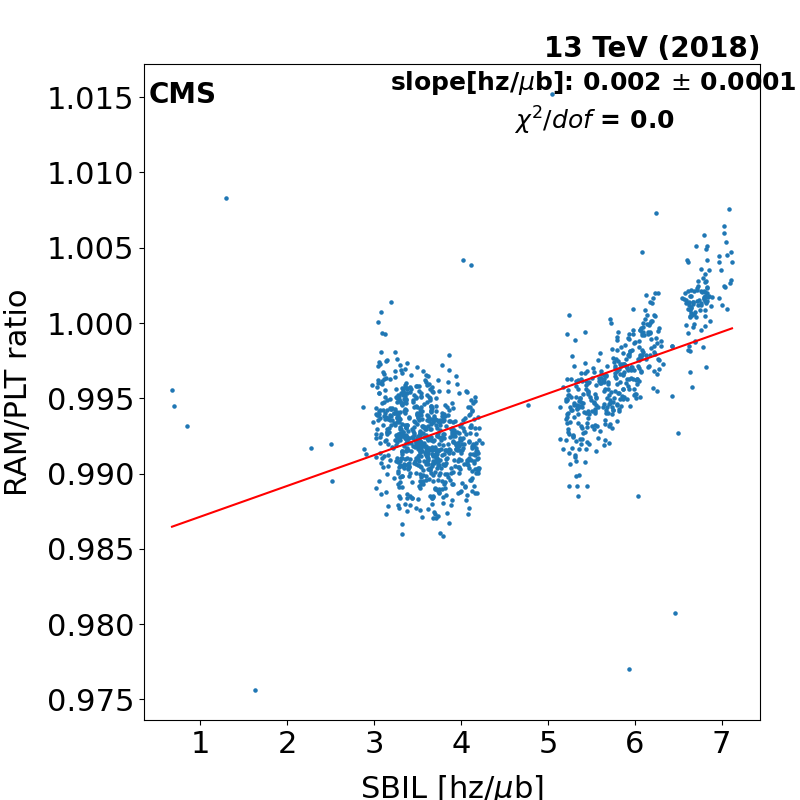 13 TeV (2018)
CMS
slope[hz/μb]: 0.002 ± 0.0001
χ²/dof = 0.0
1.015
1.010
1.005
1.000
0.995
0.990
0.985
0.980
0.975
RAM/PLT ratio
1 2 3 4 5 6 7
SBIL [hz/μb]